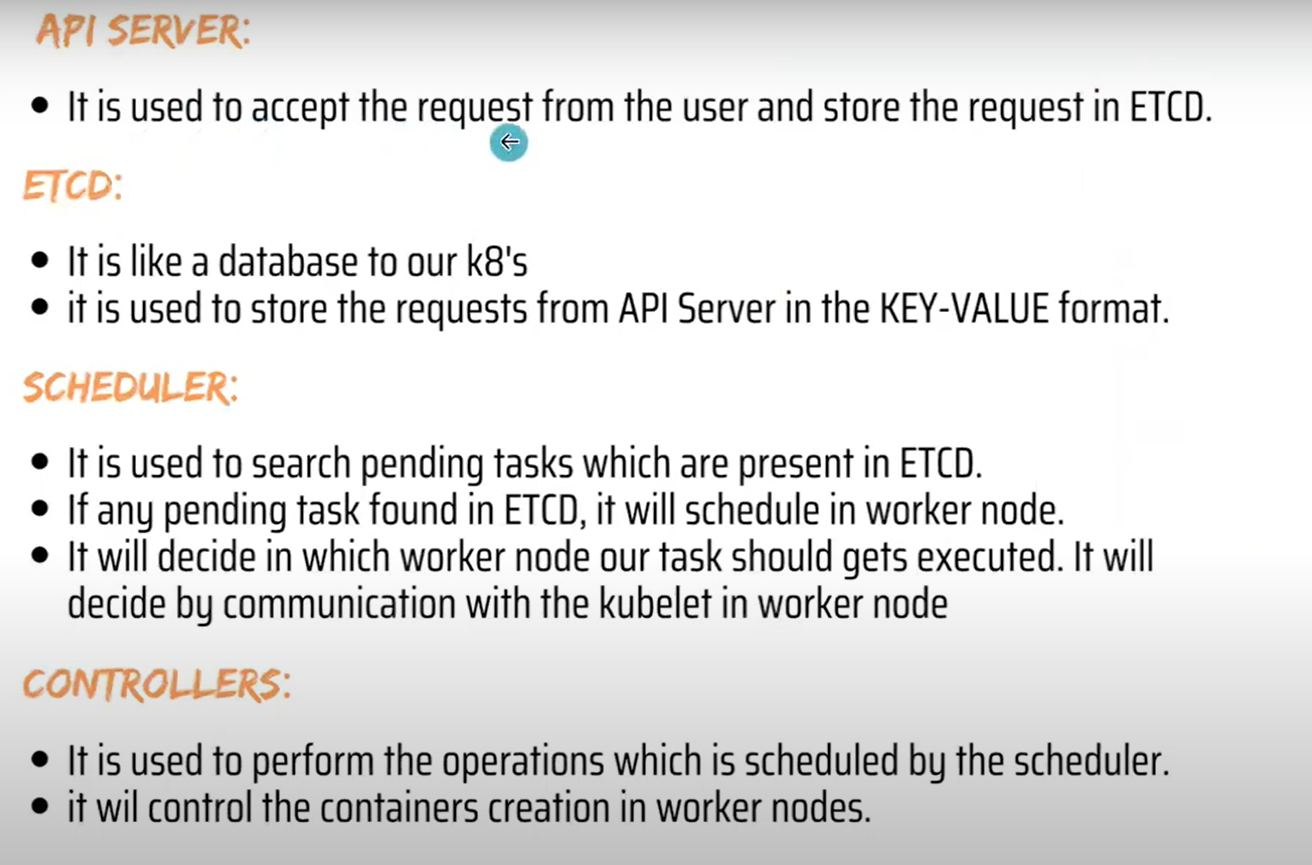 API SERVER:
• It is used to accept the request from the user and store the request in ETCD.
ETCD:
• It is like a database to our k8's
• it is used to store the requests from API Server in the KEY-VALUE format.
SCHEDULER:
• It is used to search pending tasks which are present in ETCD.
• If any pending task found in ETCD, it will schedule in worker node.
• It will decide in which worker node our task should gets executed. It will
decide by communication with the kubelet in worker node
CONTROLLERS:
• It is used to perform the operations which is scheduled by the scheduler.
• it wil control the containers creation in worker nodes.